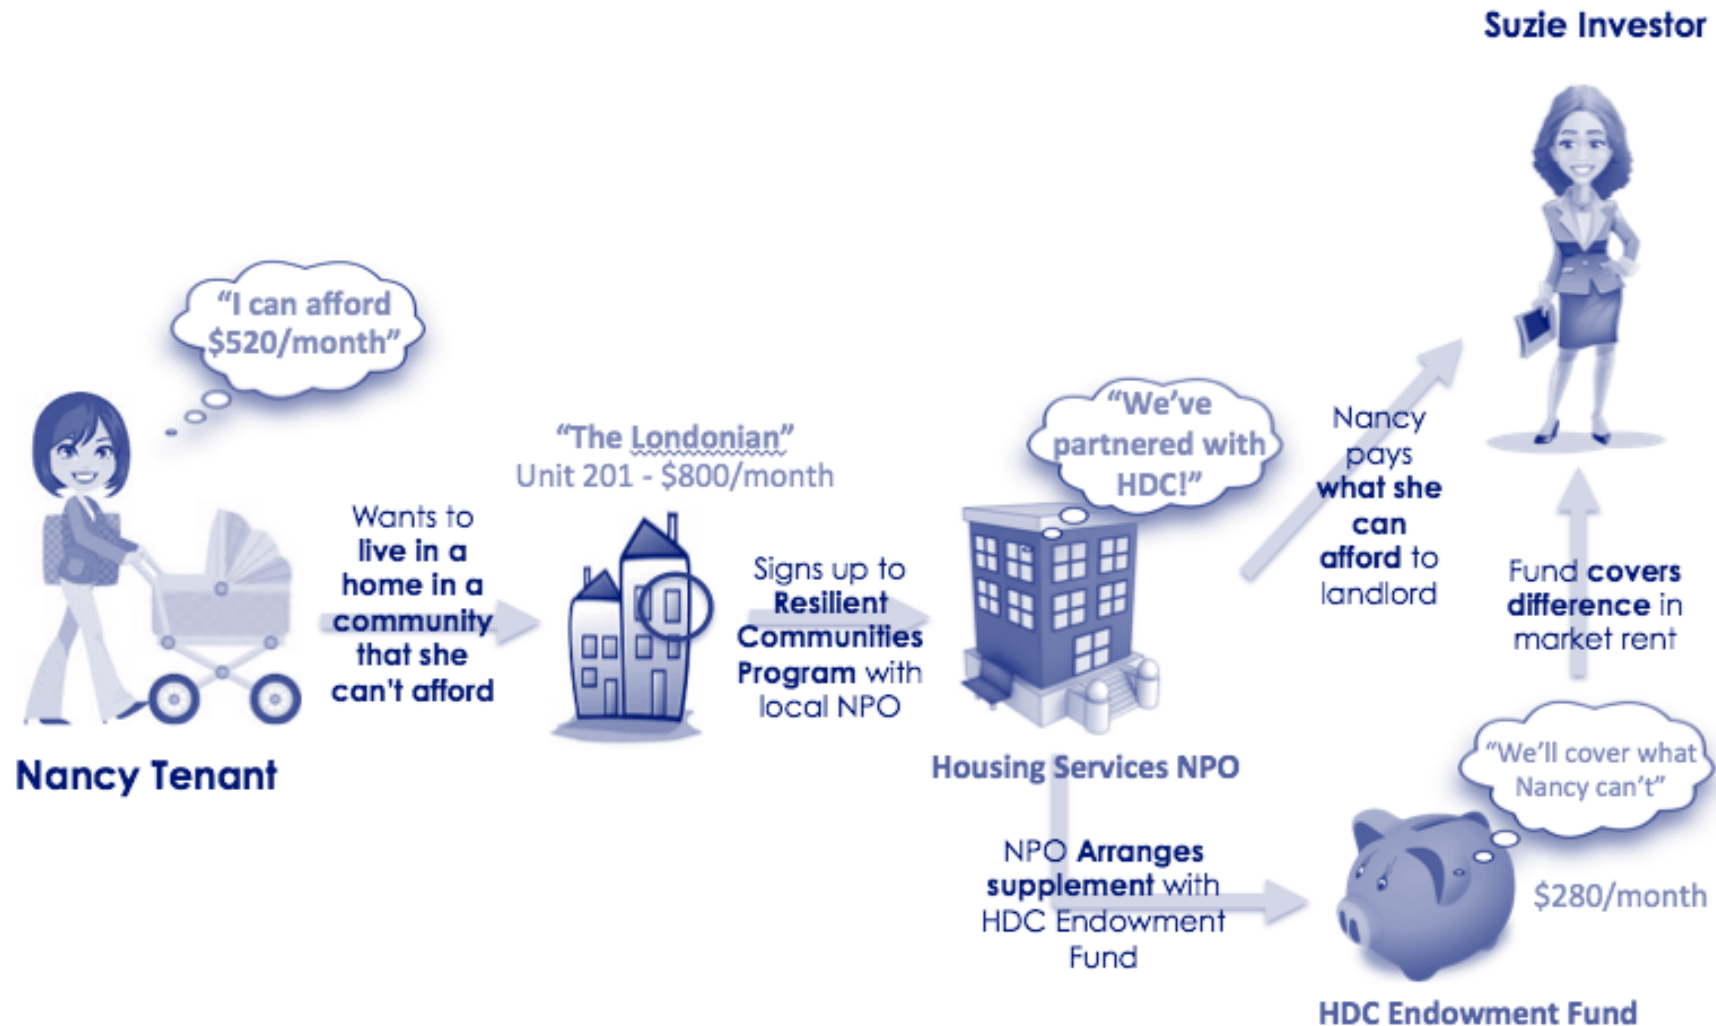 Suzie Investor
"I can afford
$520/month"
Nancy Tenant
Wants to
live in a
home in a
community
that she
can't afford
"The Londonian"
Unit 201 - $800/month
Signs up to
Resilient
Communities
Program with
local NPO
"We've
partnered with
HDC!"
Housing Services NPO
Nancy
pays
what she
can
afford to
landlord
NPO Arranges
supplement with
HDC Endowment
Fund
Fund covers
difference in
market rent
"We'll cover what
Nancy can't"
$280/month
HDC Endowment Fund